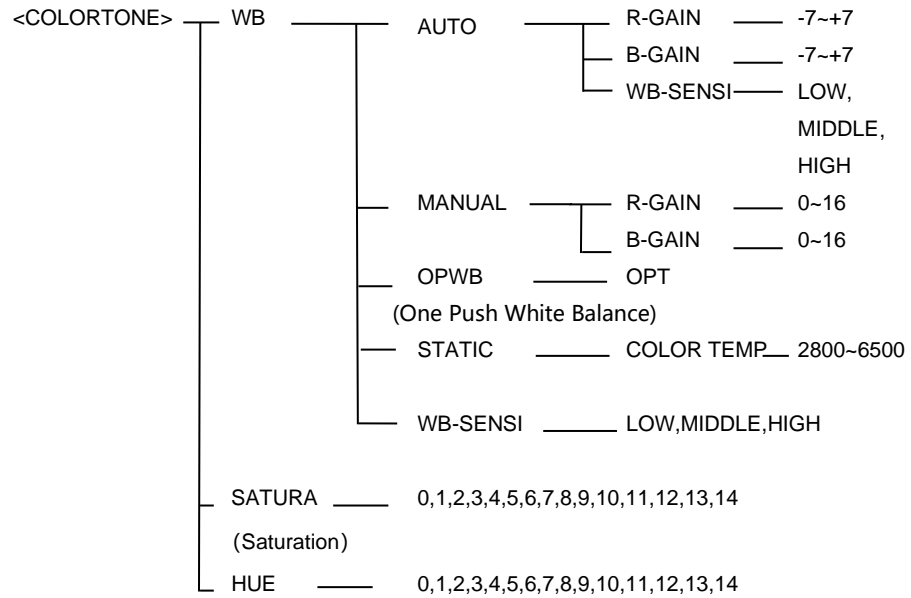 <COLORTONE> WB AUTO R-GAIN -7~+7
B-GAIN -7~+7
WB-SENSI LOW,
MIDDLE,
HIGH
MANUAL R-GAIN 0~16
B-GAIN 0~16
OPWB OPT
(One Push White Balance)
STATIC COLOR TEMP 2800~6500
WB-SENSI LOW,MIDDLE,HIGH
SATURA 0,1,2,3,4,5,6,7,8,9,10,11,12,13,14
(Saturation)
HUE 0,1,2,3,4,5,6,7,8,9,10,11,12,13,14